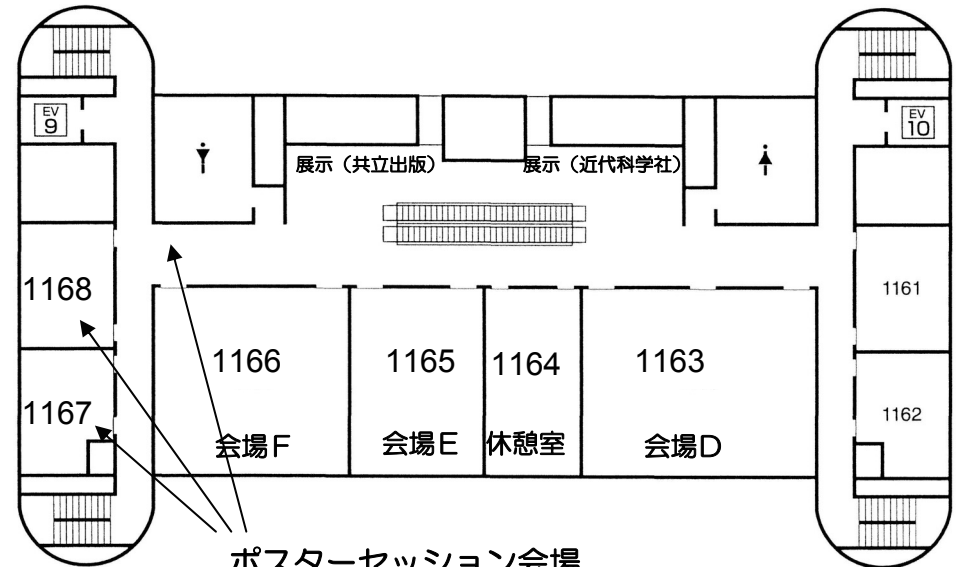 EV
9
EV
10
展示（共立出版）
展示（近代科学社）
1168
1161
1166
1165
1164
1163
1167
1162
会場F
会場E
休憩室
会場D
ポスターセッション会場